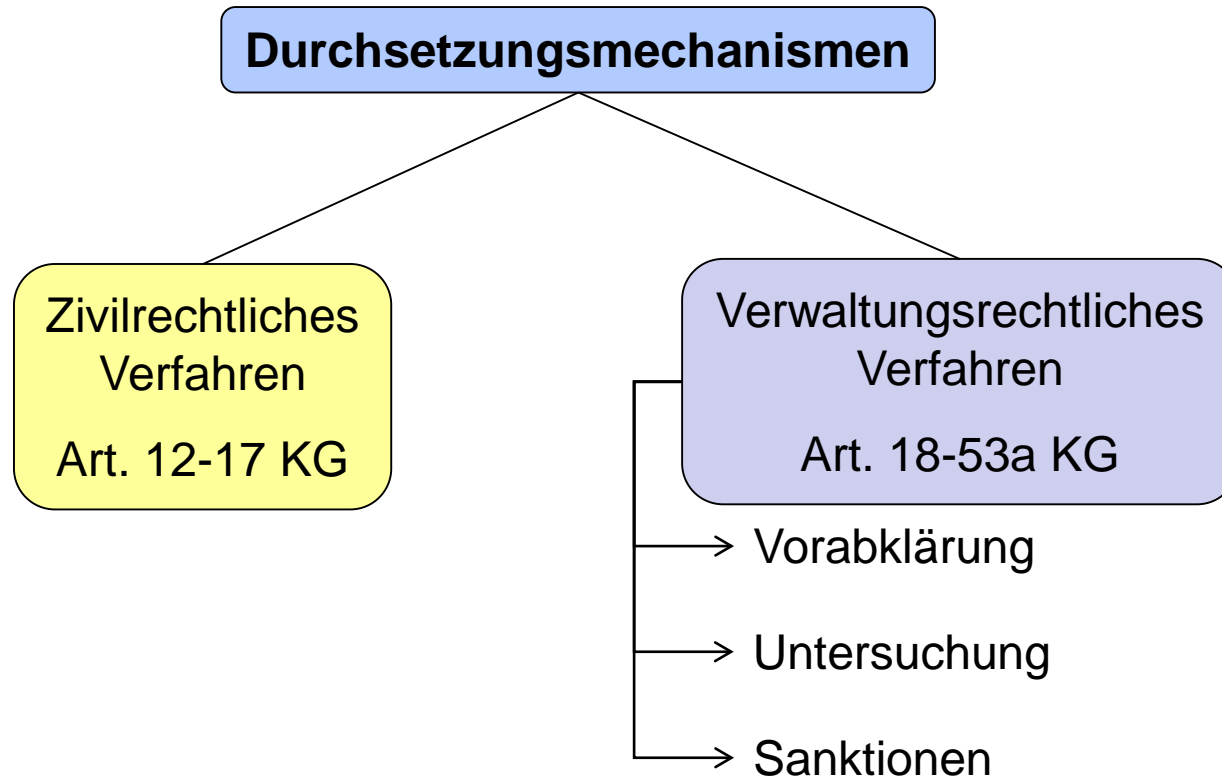 Durchsetzungsmechanismen
Zivilrechtliches
Verfahren
Art. 12-17 KG
Verwaltungsrechtliches
Verfahren
Art. 18-53a KG
Vorabklärung
Untersuchung
Sanktionen